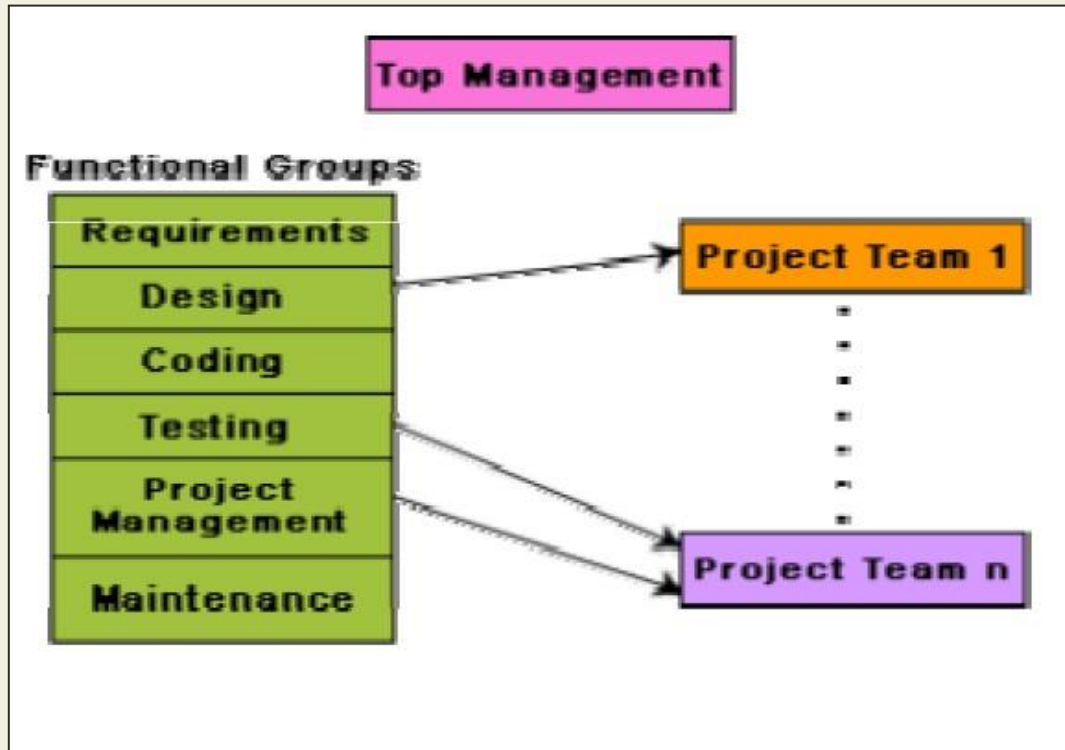 Top Management
Functional Groups
Requirements
Design
Coding
Testing
Project
Management
Maintenance
Project Team 1
Project Team n